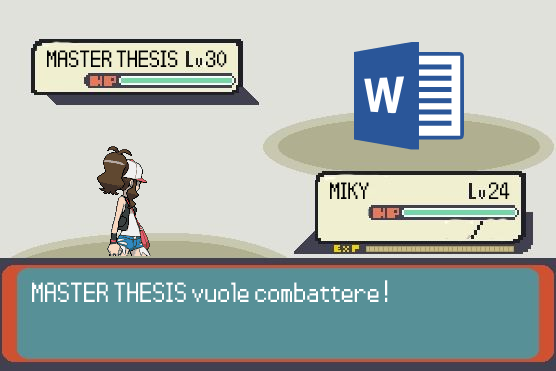 MASTER THESIS Lv30
HP
W
MIKY Lv24
HP
/
EXP
MASTER THESIS vuole combattere!